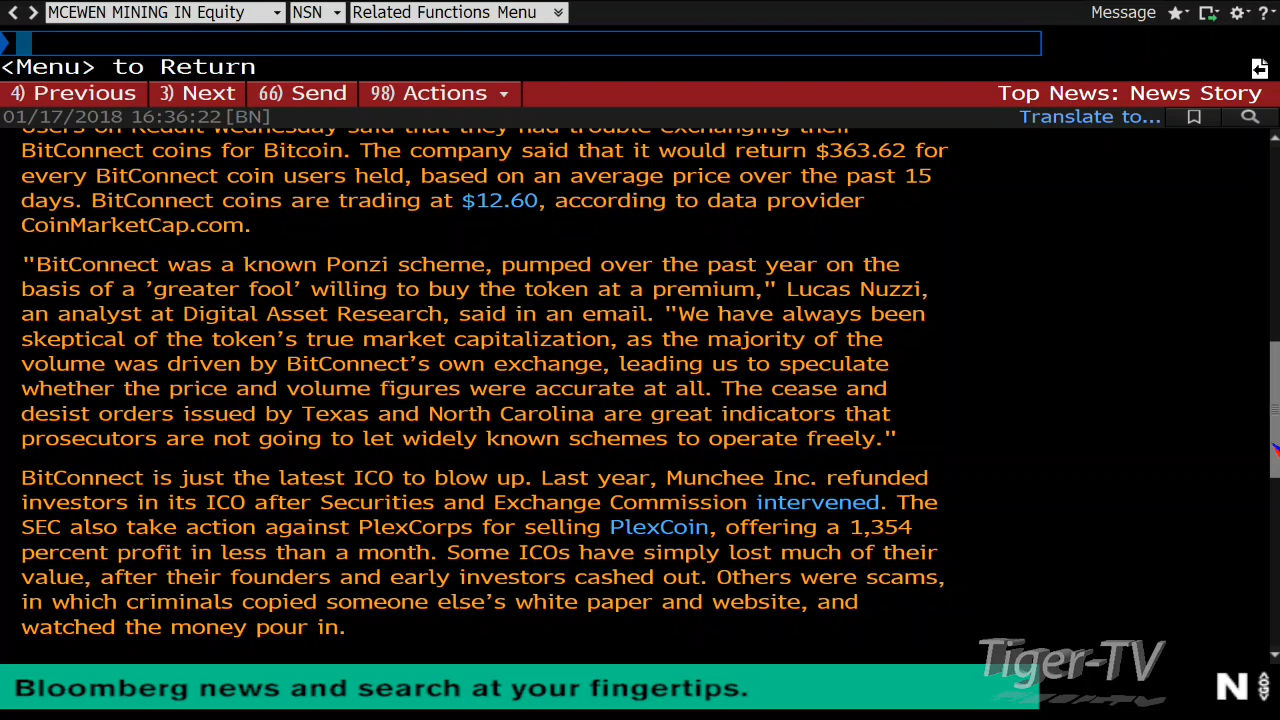 MCEWEN MINING IN Equity NSN Related Functions Menu Message
<Menu> to Return
4) Previous 3) Next 66) Send 98) Actions Top News: News Story
01/17/2018 16:36:22[BN] Translate to...
Users on Reddit Wednesday said that they had trouble exchanging their
BitConnect coins for Bitcoin. The company said that it would return $363.62 for
every BitConnect coin users held, based on an average price over the past 15
days. BitConnect coins are trading at $12.60, according to data provider
CoinMarketCap.com.
"BitConnect was a known Ponzi scheme, pumped over the past year on the
basis of a 'greater fool' willing to buy the token at a premium," Lucas Nuzzi,
an analyst at Digital Asset Research, said in an email. "We have always been
skeptical of the token's true market capitalization, as the majority of the
volume was driven by BitConnect's own exchange, leading us to speculate
whether the price and volume figures were accurate at all. The cease and
desist orders issued by Texas and North Carolina are great indicators that
prosecutors are not going to let widely known schemes to operate freely."
BitConnect is just the latest ICO to blow up. Last year, Munchee Inc. refunded
investors in its ICO after Securities and Exchange Commission intervened. The
SEC also take action against PlexCorps for selling PlexCoin, offering a 1,354
percent profit in less than a month. Some ICOs have simply lost much of their
value, after their founders and early investors cashed out. Others were scams,
in which criminals copied someone else's white paper and website, and
watched the money pour in.
Tiger-TV
Bloomberg news and search at your fingertips.
N